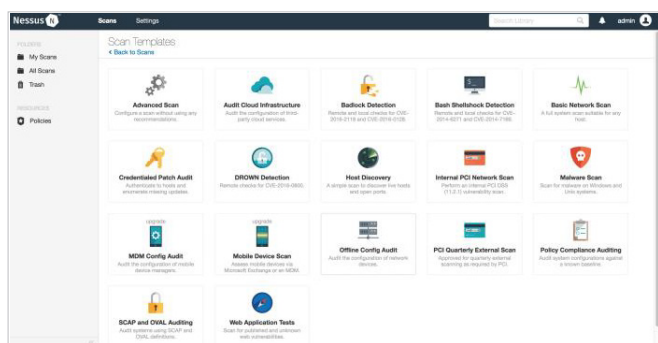 Nessus N
Scans Settings
Search Library
admin
FOLDERS
My Scans
All Scans
Trash
RESOURCES
Policies
Scan Templates
< Back to Scans
Advanced Scan
Configure a scan without using any
recommendations.
Audit Cloud Infrastructure
Audit the configuration of third-
party cloud services.
Badlock Detection
Remote and local checks for CVE-
2016-2118 and CVE-2016-0128.
Bash Shellshock Detection
Remote and local checks for CVE-
2014-6271 and CVE-2014-7169.
Basic Network Scan
A full system scan suitable for any
host.
Credentialed Patch Audit
Authenticate to hosts and
enumerate missing updates.
DROWN Detection
Remote checks for CVE-2016-0800.
Host Discovery
A simple scan to discover live hosts
and open ports.
Internal PCI Network Scan
Perform an internal PCI DSS
(11.2.1) vulnerability scan.
Malware Scan
Scan for malware on Windows and
Unix systems.
upgrade
MDM Config Audit
Audit the configuration of mobile
device managers.
upgrade
Mobile Device Scan
Assess mobile devices via
Microsoft Exchange or an MDM.
Offline Config Audit
Audit the configuration of network
devices.
PCI Quarterly External Scan
Approved for quarterly external
scanning as required by PCI.
Policy Compliance Auditing
Audit system configurations against
a known baseline.
SCAP and OVAL Auditing
Audit systems using SCAP and
OVAL definitions.
Web Application Tests
Scan for published and unknown
web vulnerabilities.